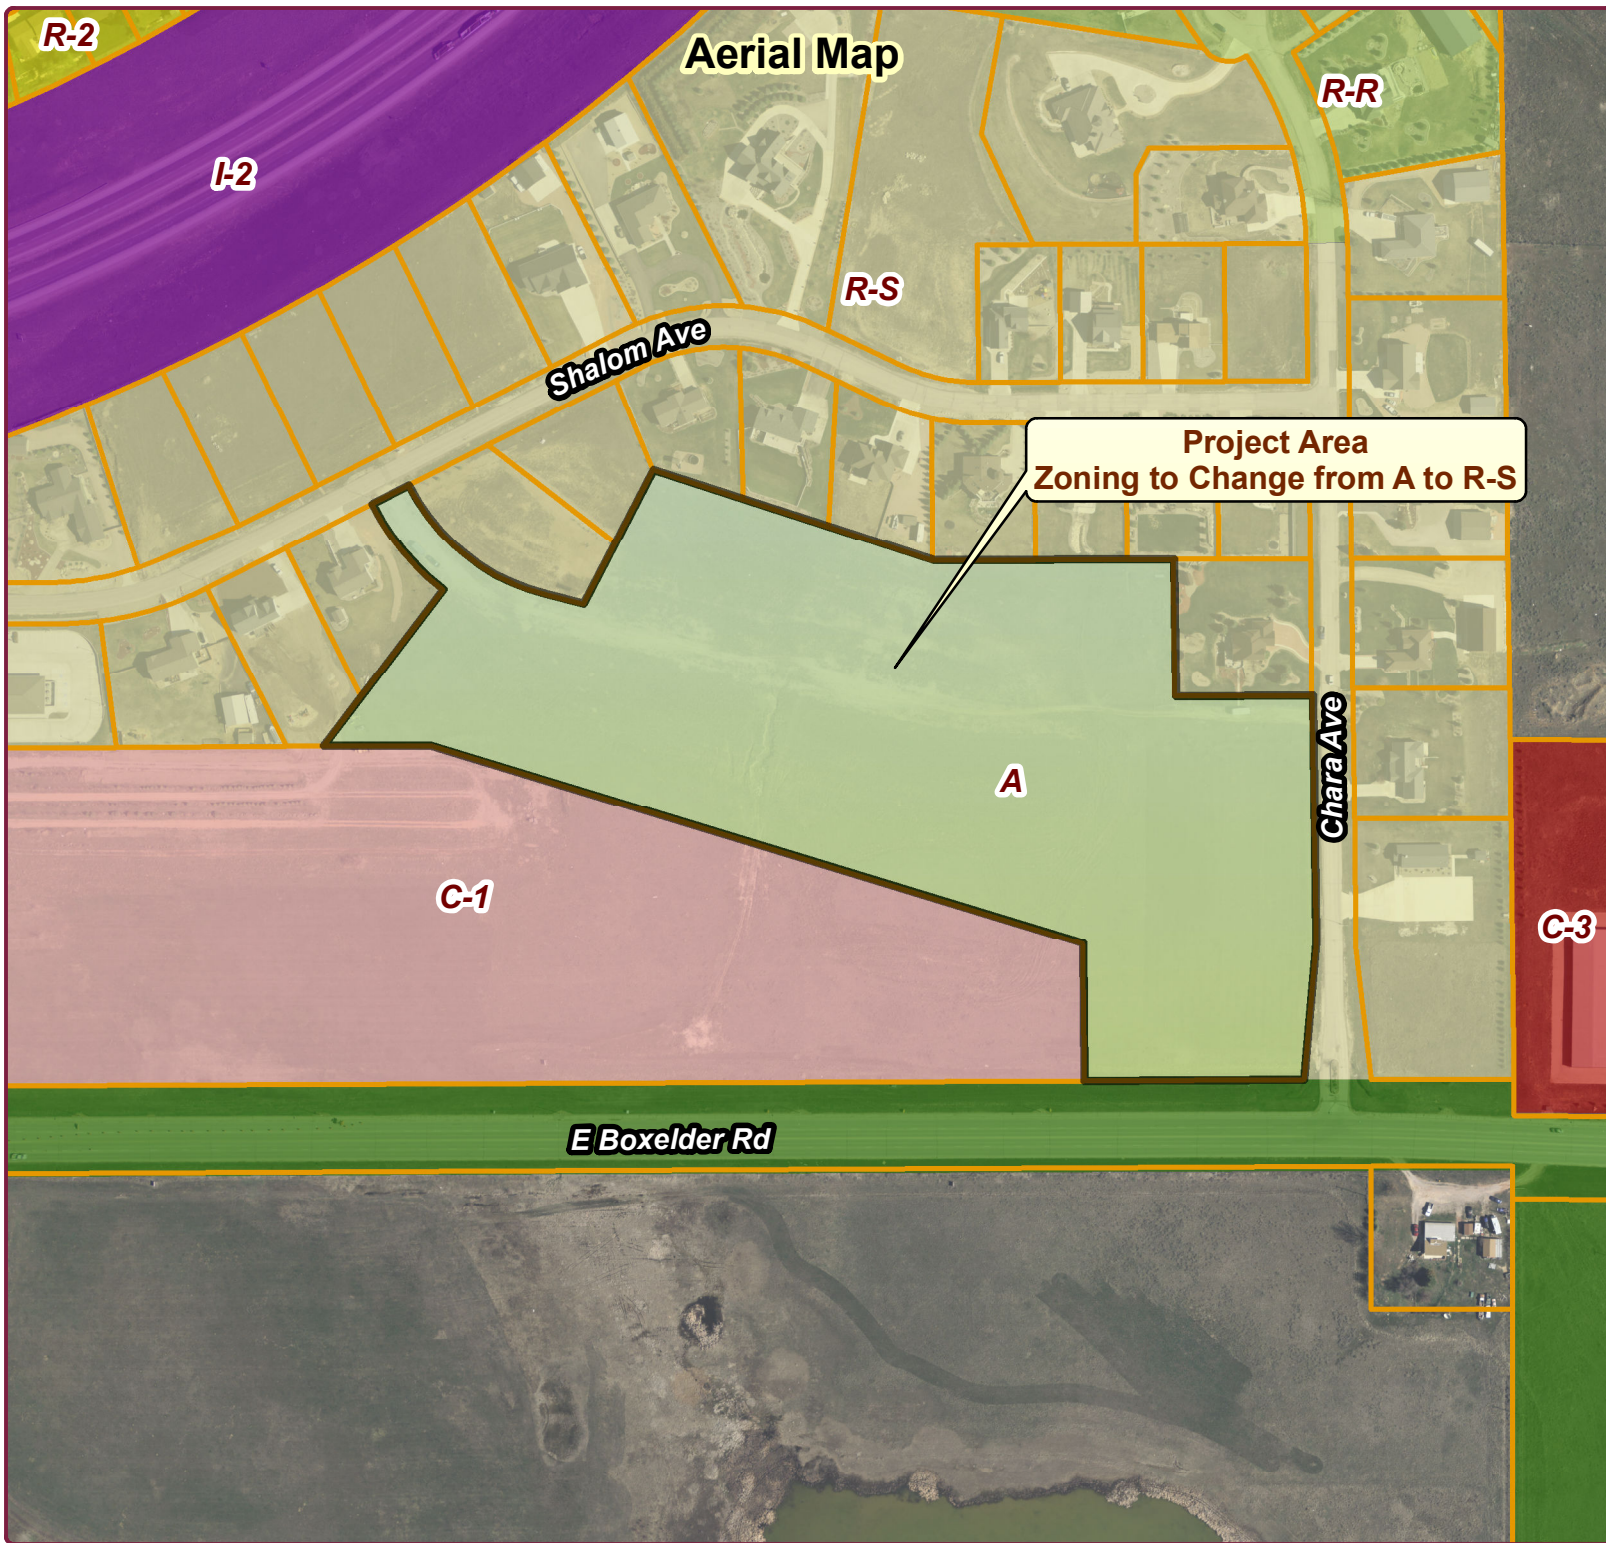 R-2
Aerial Map
R-R
I-2
R-S
Shalom Ave
Project Area
Zoning to Change from A to R-S
Chara Ave
A
C-1
C-3
E Boxelder Rd